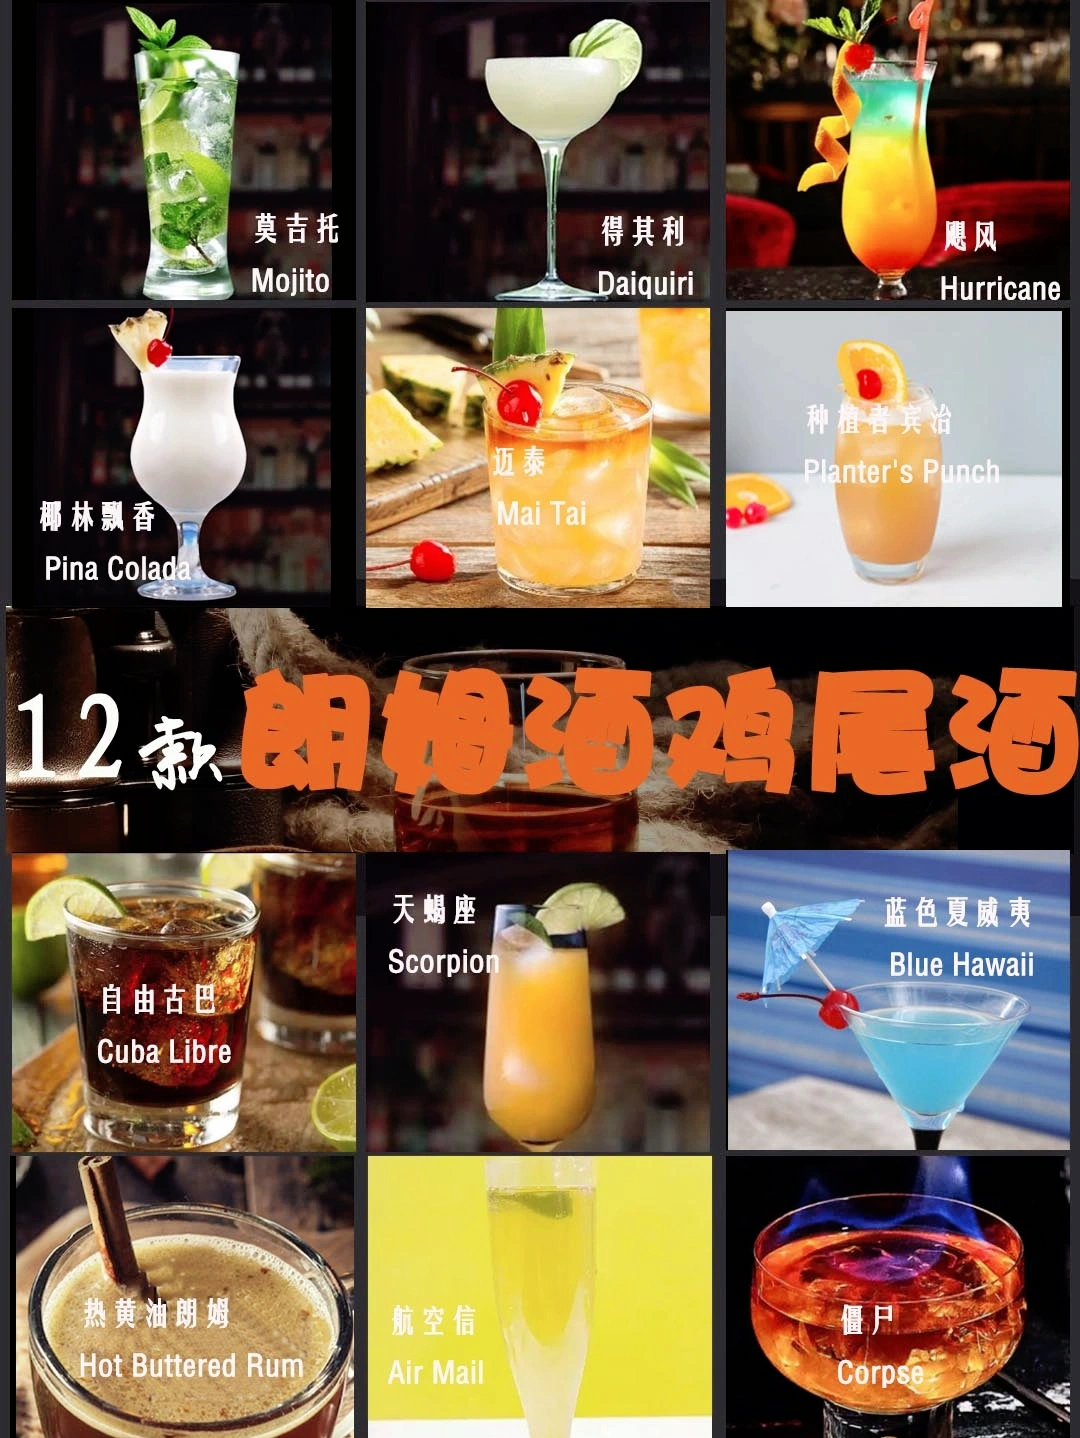 莫吉托
Mojito
得其利
Daiquiri
飓风
Hurricane
椰林飘香
Pina Colada
迈泰
Mai Tai
种植者宾治
Planter's Punch
12款 朗姆酒鸡尾酒
自由古巴
Cuba Libre
天蝎座
Scorpion
蓝色夏威夷
Blue Hawaii
热黄油朗姆
Hot Buttered Rum
航空信
Air Mail
僵尸
Corpse